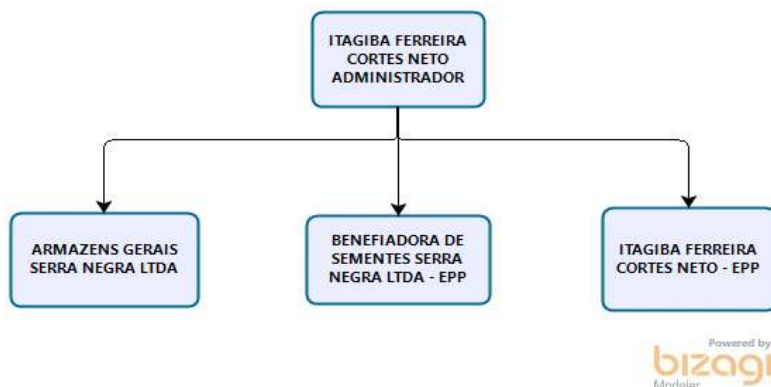 ITAGIBA FERREIRA
CORTES NETO
ADMINISTRADOR
ARMAZENS GERAIS
SERRA NEGRA LTDA
BENEFIADORA DE
SEMENTES SERRA
NEGRA LTDA - EPP
ITAGIBA FERREIRA
CORTES NETO - EPP
Powered by
bizagi
Modeler